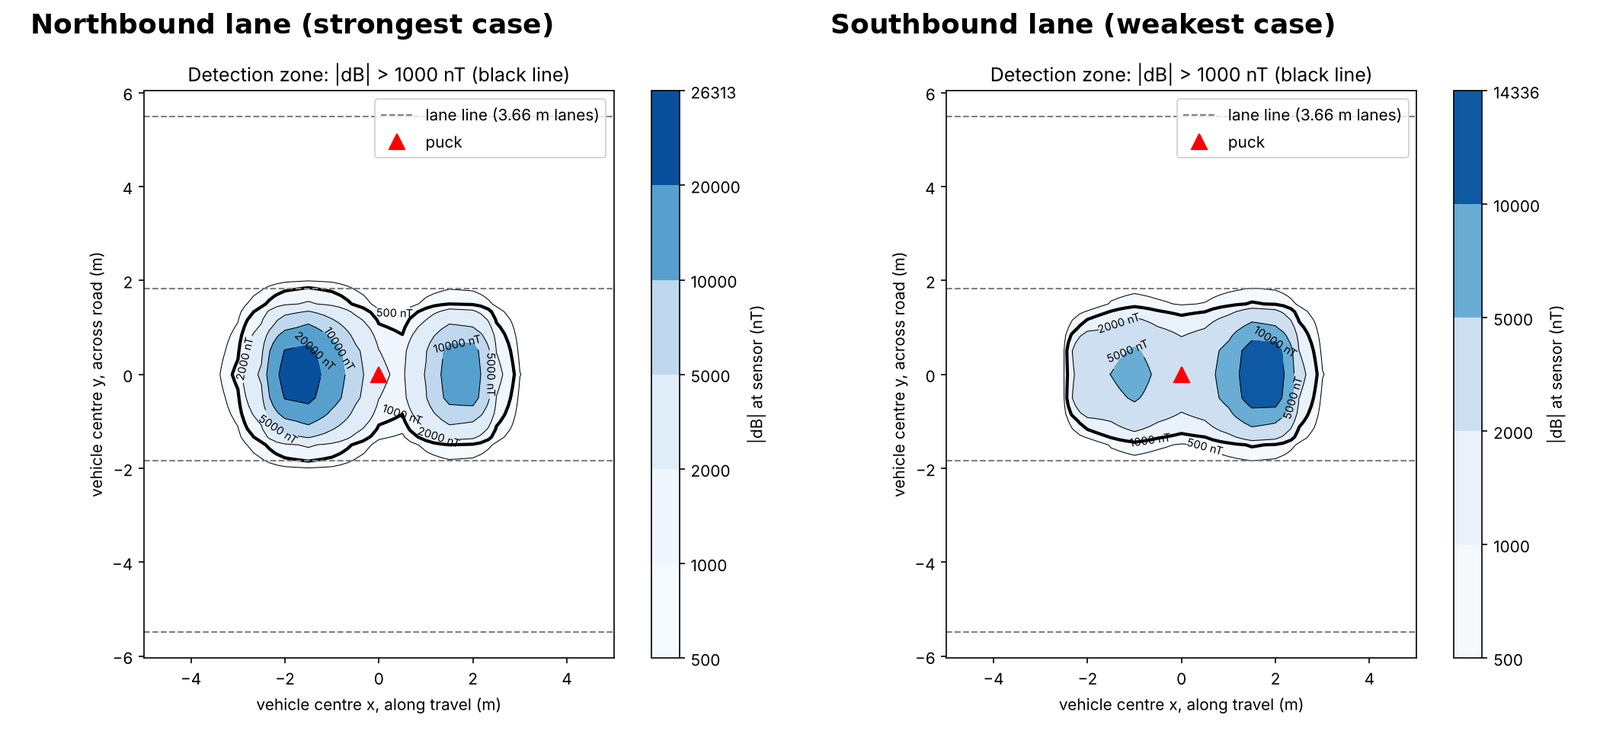 Northbound lane (strongest case)
Detection zone: |dB| > 1000 nT (black line)
lane line (3.66 m lanes)
puck
6
4
2
0
−2
−4
−6
vehicle centre y, across road (m)
−4
−2
0
2
4
vehicle centre x, along travel (m)
500 nT
2000 nT
20000 nT
10000 nT
10000 nT
5000 nT
1000 nT
5000 nT
2000 nT
26313
20000
10000
5000
2000
1000
500
|dB| at sensor (nT)
Southbound lane (weakest case)
Detection zone: |dB| > 1000 nT (black line)
lane line (3.66 m lanes)
puck
6
4
2
0
−2
−4
−6
vehicle centre y, across road (m)
−4
−2
0
2
4
vehicle centre x, along travel (m)
2000 nT
5000 nT
10000 nT
5000 nT
1000 nT
500 nT
14336
10000
5000
2000
1000
500
|dB| at sensor (nT)